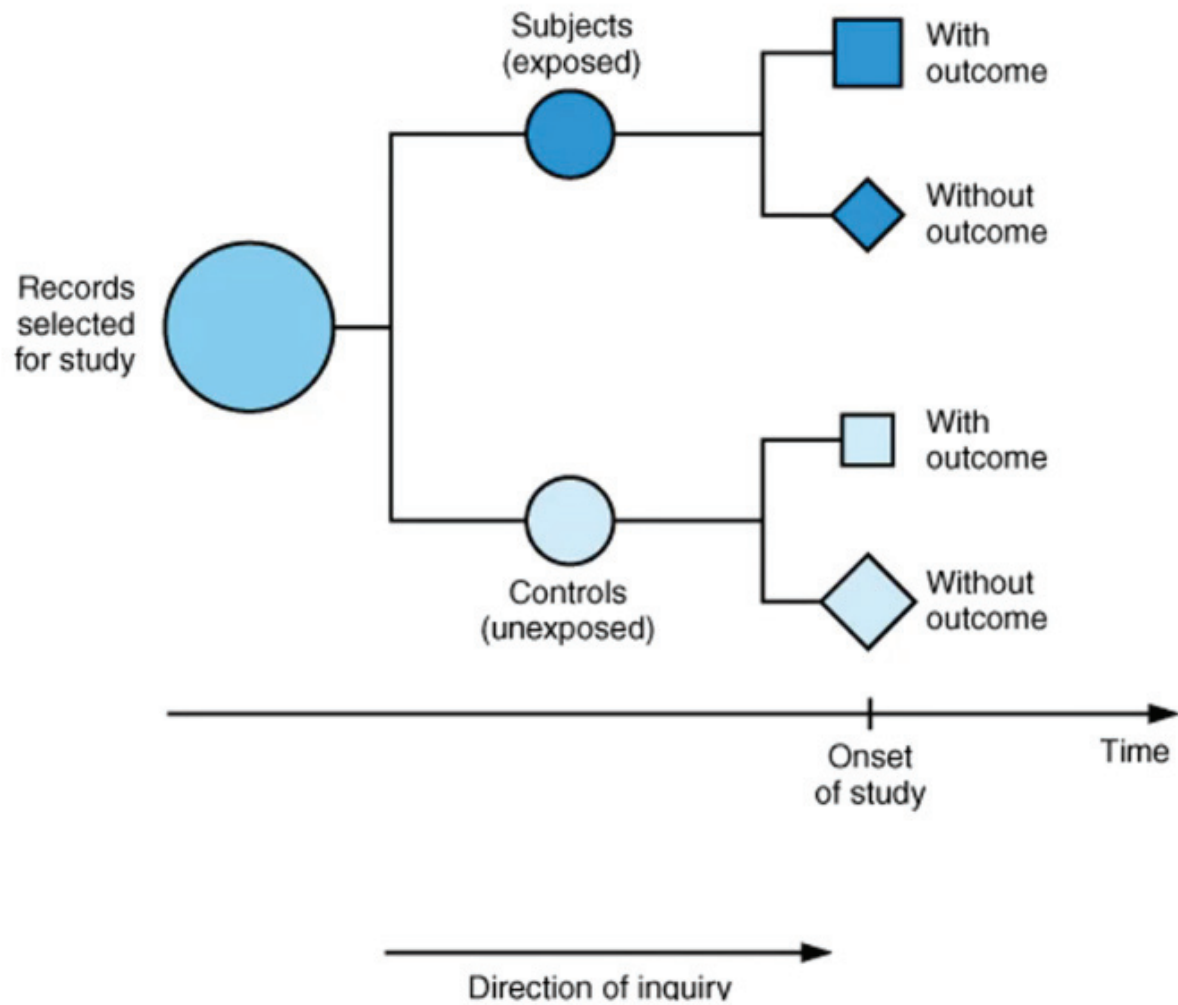 Subjects
(exposed)
With
outcome
Without
outcome
Records
selected
for study
With
outcome
Without
outcome
Controls
(unexposed)
Onset
of study
Time
Direction of inquiry